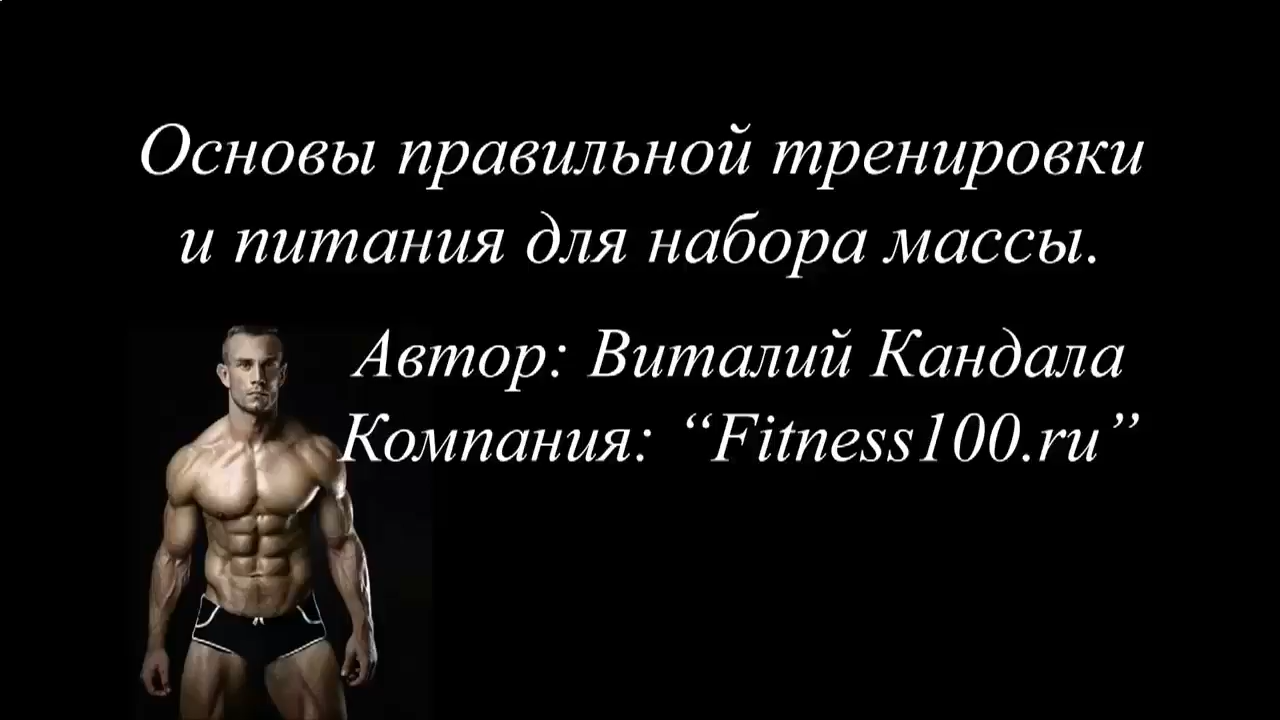 Основы правильной тренировки
и питания для набора массы.
Автор: Виталий Кандала
Компания: “Fitness100.ru”